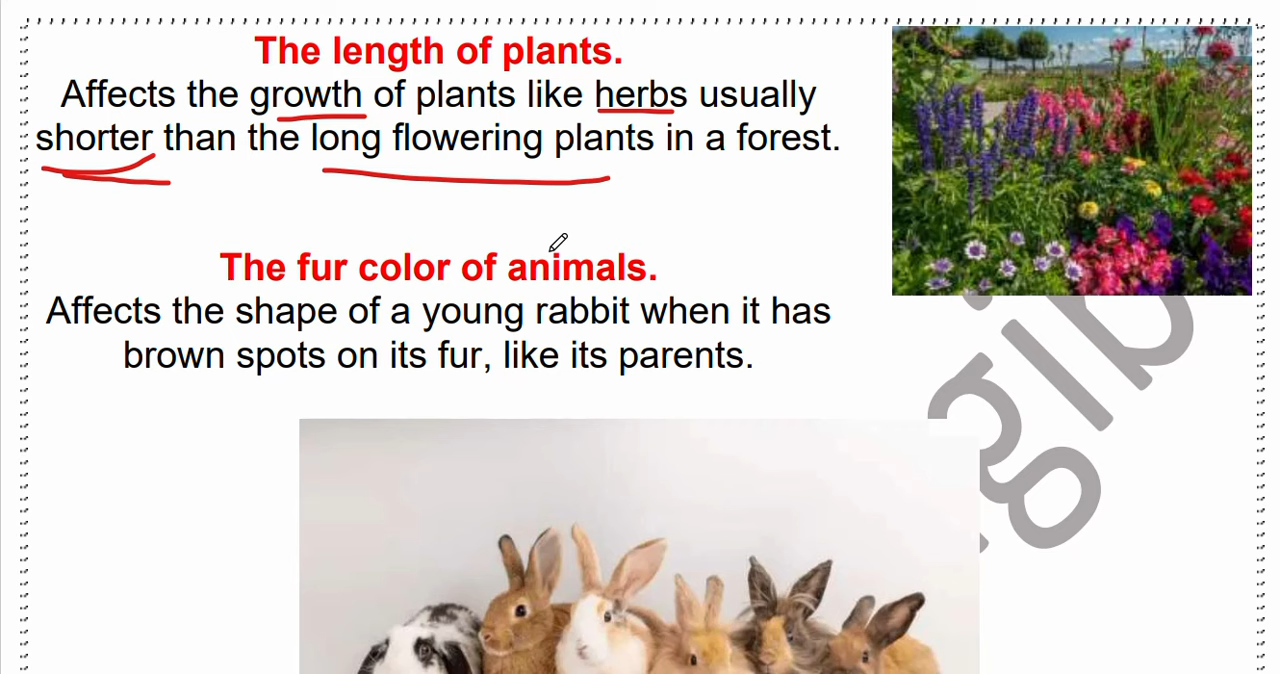 The length of plants.
Affects the growth of plants like herbs usually
shorter than the long flowering plants in a forest.
The fur color of animals.
Affects the shape of a young rabbit when it has
brown spots on its fur, like its parents.